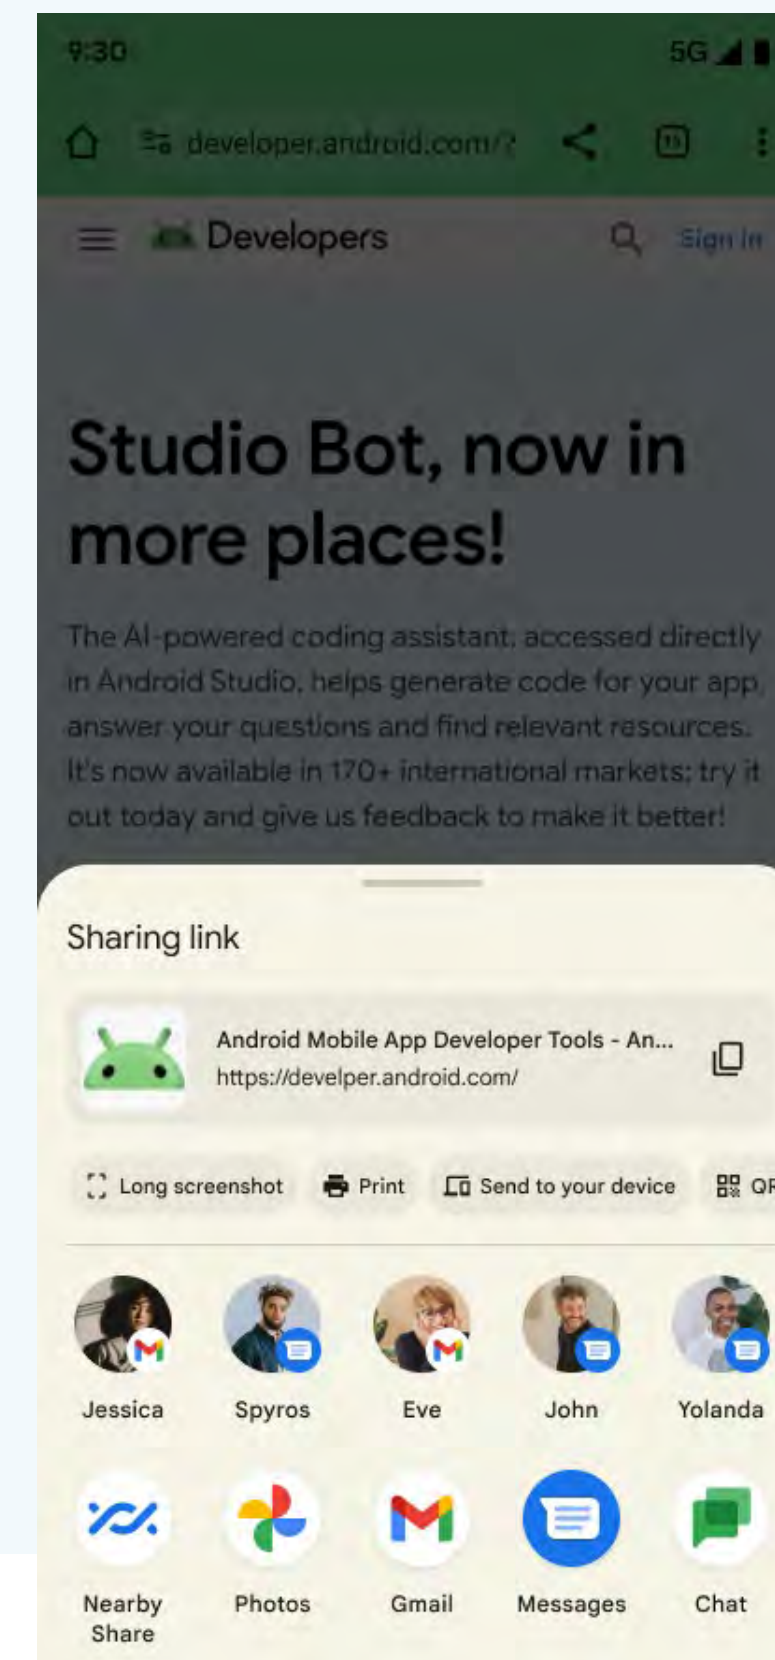 9:30
5G
developer.android.com/?
15
Developers
Sign in
Studio Bot, now in
more places!
The AI-powered coding assistant, accessed directly
in Android Studio, helps generate code for your app,
answer your questions and find relevant resources.
It's now available in 170+ international markets; try it
out today and give us feedback to make it better!
Sharing link
Android Mobile App Developer Tools - An...
https://develper.android.com/
Long screenshot Print Send to your device QR
Jessica Spyros Eve John Yolanda
Nearby Photos Gmail Messages Chat
Share